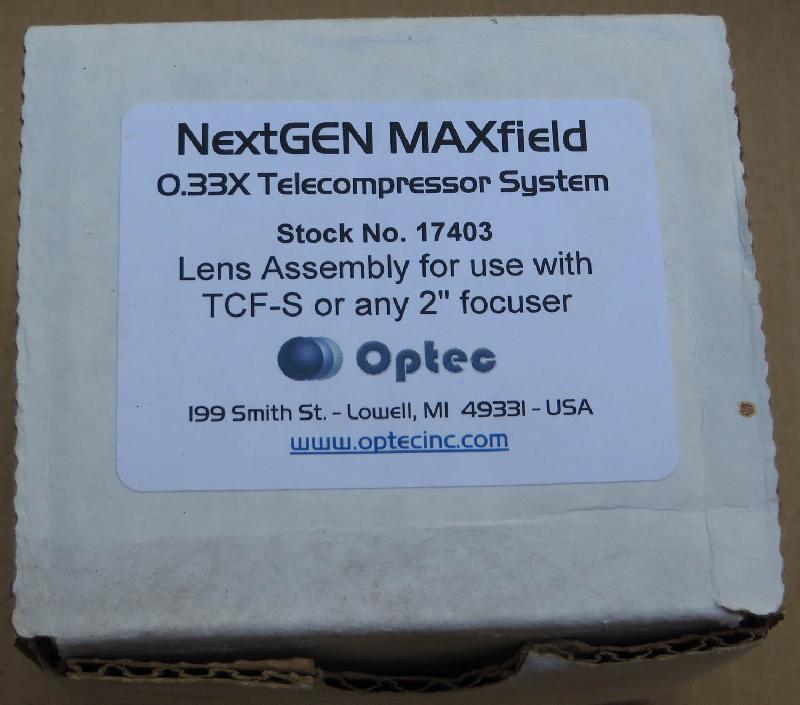 NextGEN MAXfield
0.33X Telecompressor System
Stock No. 17403
Lens Assembly for use with
TCF-S or any 2" focuser
Optec
199 Smith St. - Lowell, MI 49331 - USA
www.optecinc.com